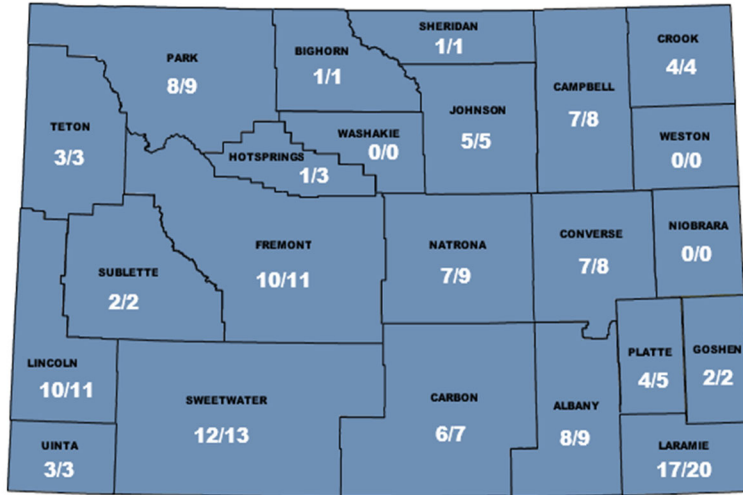 SHERIDAN
1/1
CROOK
4/4
PARK
8/9
BIGHORN
1/1
CAMPBELL
7/8
JOHNSON
5/5
TETON
3/3
WASHAKIE
0/0
WESTON
0/0
HOTSPRINGS
1/3
NIOBRARA
0/0
CONVERSE
7/8
FREMONT
10/11
NATRONA
7/9
SUBLETTE
2/2
PLATTE
4/5
GOSHEN
2/2
LINCOLN
10/11
SWEETWATER
12/13
CARBON
6/7
ALBANY
8/9
UINTA
3/3
LARAMIE
17/20